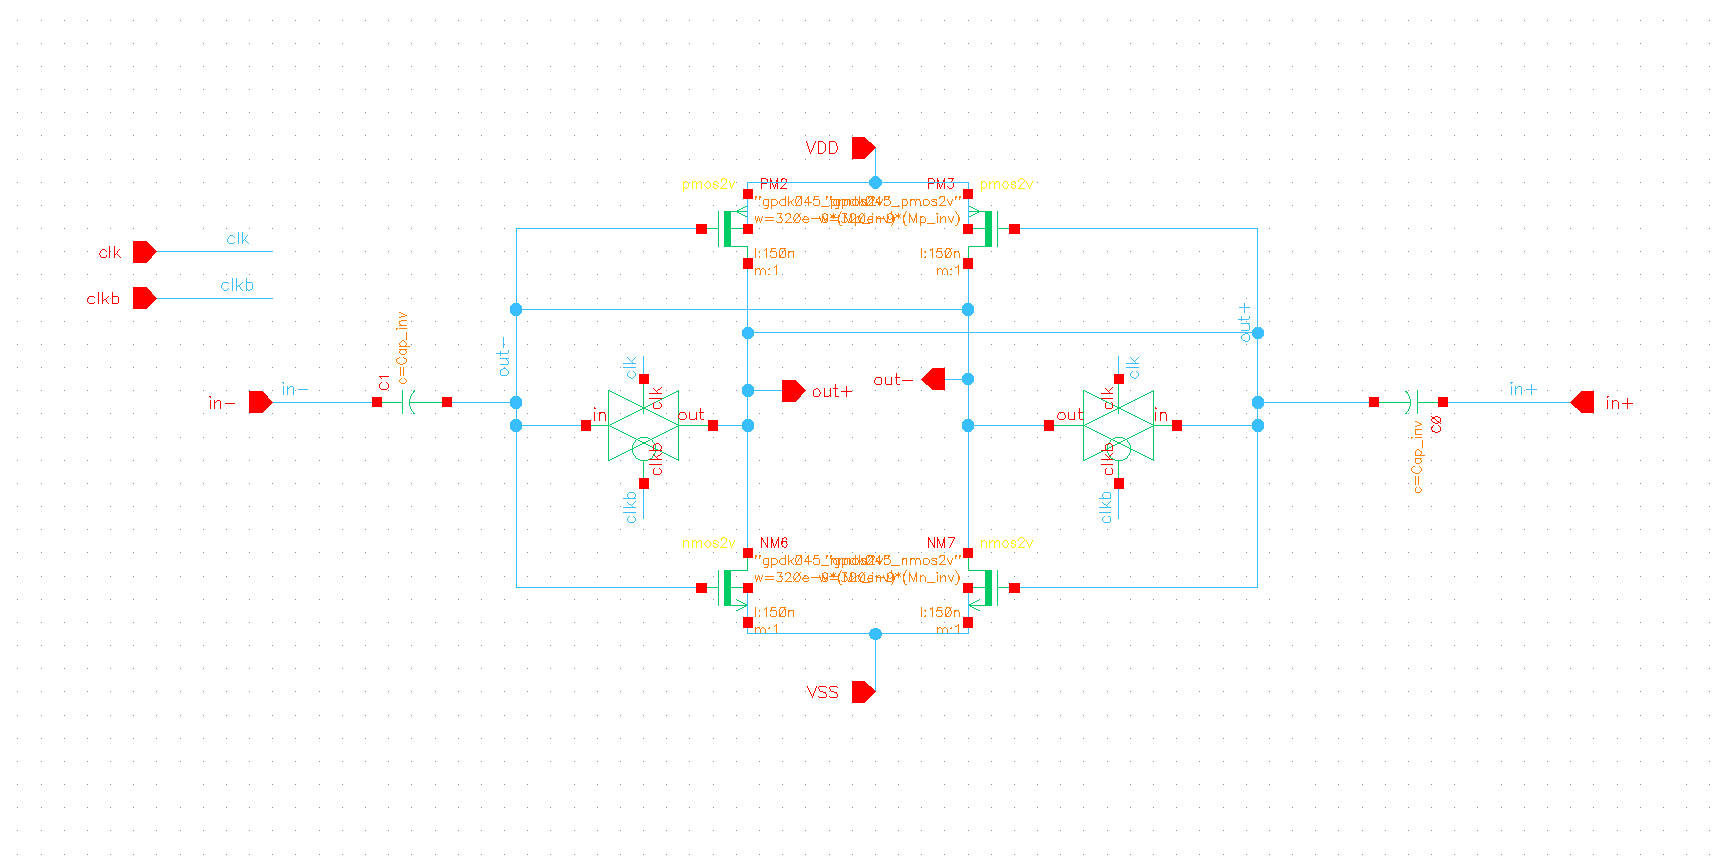 VDD
pmos2v PM2 PM3 pmos2v
"gpdk045_pmos2v" "gpdk045_pmos2v"
w=320e-9*(Mp_inv) w=320e-9*(Mp_inv)
l:150n l:150n
m:1 m:1
clk clk
clkb clkb
c=Cap_inv
C1
out-
out+
in- in-
clk
clk
in out
clkb
clkb
out+
out-
clk
clk
out in
clkb
clkb
in+ in+
C0
c=Cap_inv
nmos2v NM6 NM7 nmos2v
"gpdk045_nmos2v" "gpdk045_nmos2v"
w=320e-9*(Mn_inv) w=320e-9*(Mn_inv)
l:150n l:150n
m:1 m:1
VSS